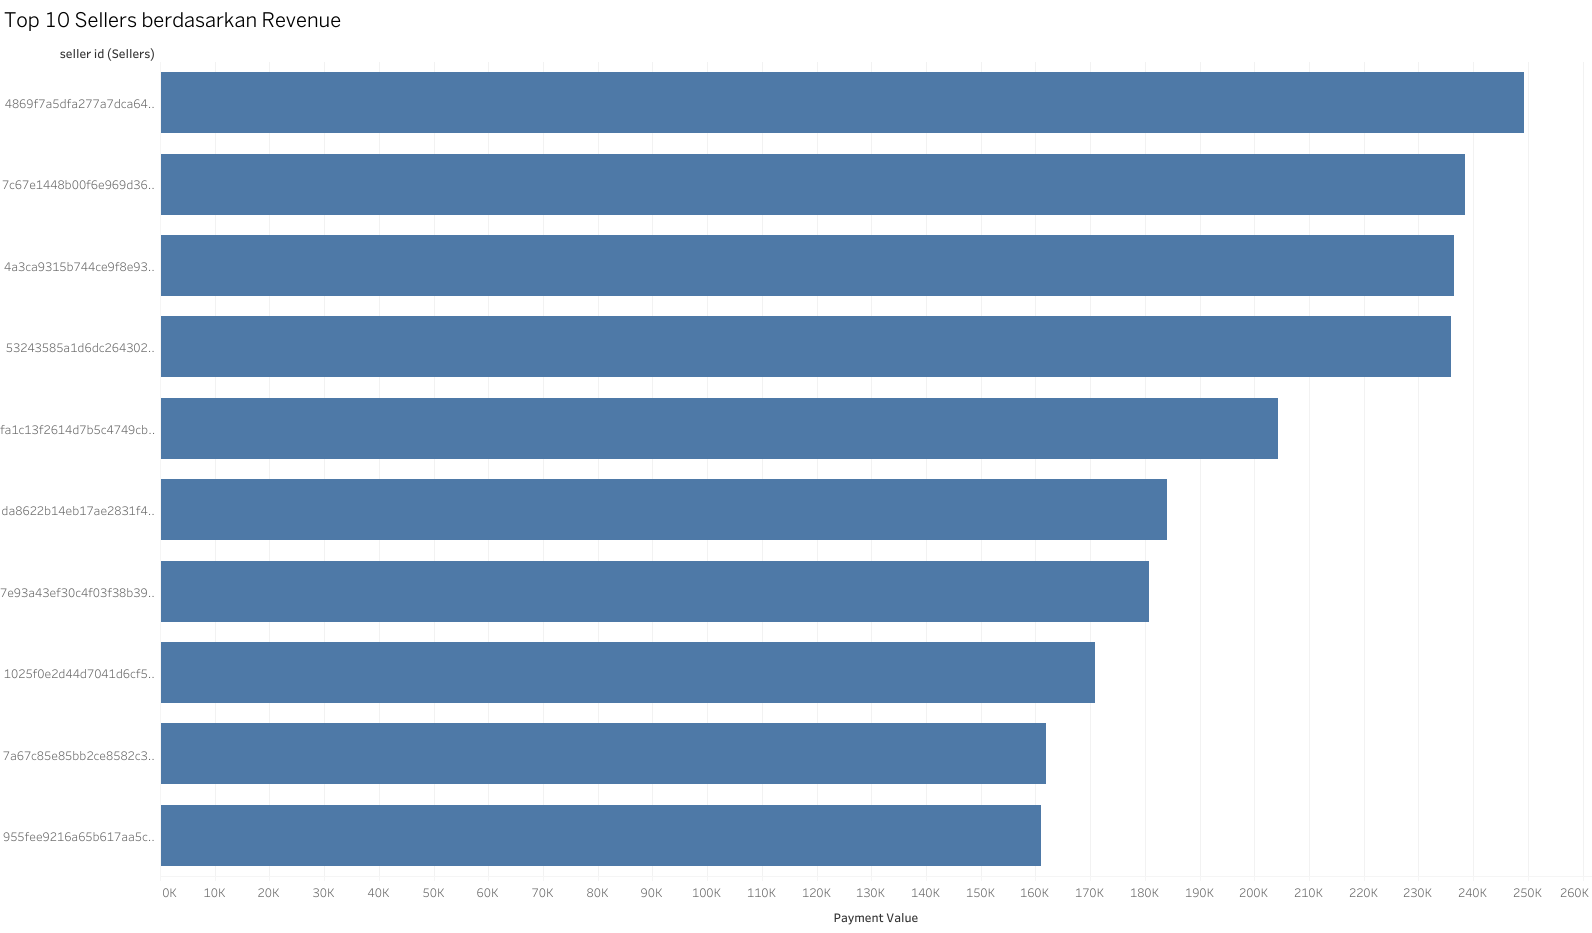 Top 10 Sellers berdasarkan Revenue
seller id (Sellers)
4869f7a5dfa277a7dca64..
7c67e1448b00f6e969d36..
4a3ca9315b744ce9f8e93..
53243585a1d6dc264302..
fa1c13f2614d7b5c4749cb..
da8622b14eb17ae2831f4..
7e93a43ef30c4f03f38b39..
1025f0e2d44d7041d6cf5..
7a67c85e85bb2ce8582c3..
955fee9216a65b617aa5c..
0K 10K 20K 30K 40K 50K 60K 70K 80K 90K 100K 110K 120K 130K 140K 150K 160K 170K 180K 190K 200K 210K 220K 230K 240K 250K 260K
Payment Value